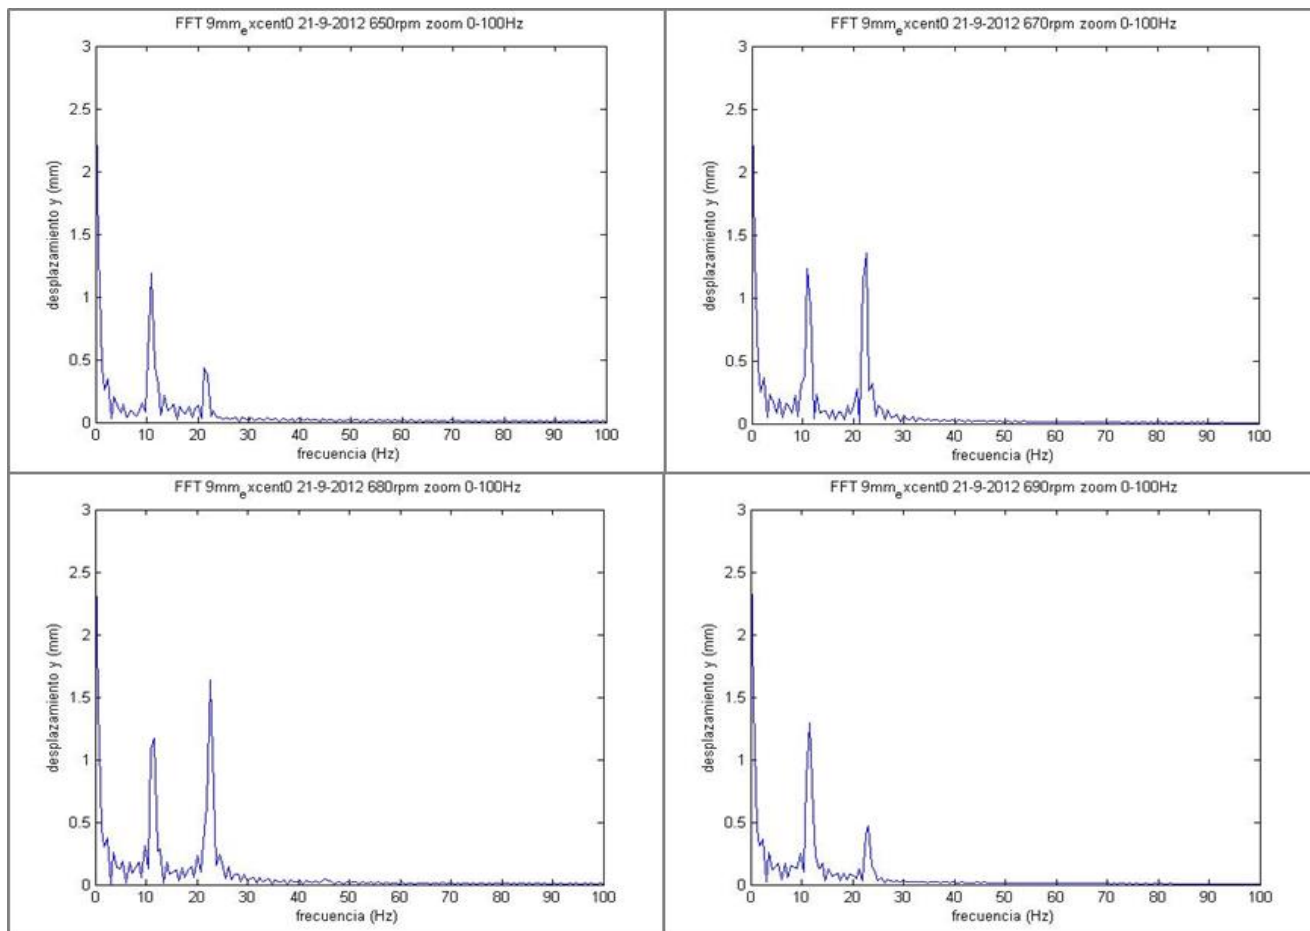 FFT 9mm_excent0 21-9-2012 650rpm zoom 0-100Hz
3
2.5
2
1.5
1
0.5
0
desplazamiento y (mm)
0 10 20 30 40 50 60 70 80 90 100
frecuencia (Hz)
FFT 9mm_excent0 21-9-2012 670rpm zoom 0-100Hz
3
2.5
2
1.5
1
0.5
0
desplazamiento y (mm)
0 10 20 30 40 50 60 70 80 90 100
frecuencia (Hz)
FFT 9mm_excent0 21-9-2012 680rpm zoom 0-100Hz
3
2.5
2
1.5
1
0.5
0
desplazamiento y (mm)
0 10 20 30 40 50 60 70 80 90 100
frecuencia (Hz)
FFT 9mm_excent0 21-9-2012 690rpm zoom 0-100Hz
3
2.5
2
1.5
1
0.5
0
desplazamiento y (mm)
0 10 20 30 40 50 60 70 80 90 100
frecuencia (Hz)